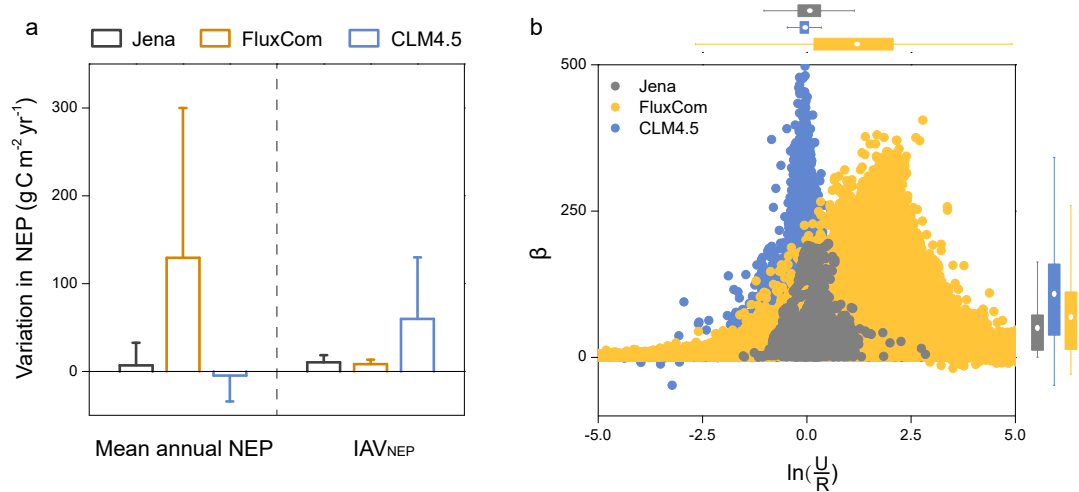 a
Jena FluxCom CLM4.5
Variation in NEP (g C m-2 yr-1)
300
200
100
0
Mean annual NEP IAVNEP
b
Jena
FluxCom
CLM4.5
β
500
250
0
-5.0 -2.5 0.0 2.5 5.0
ln(U/R)